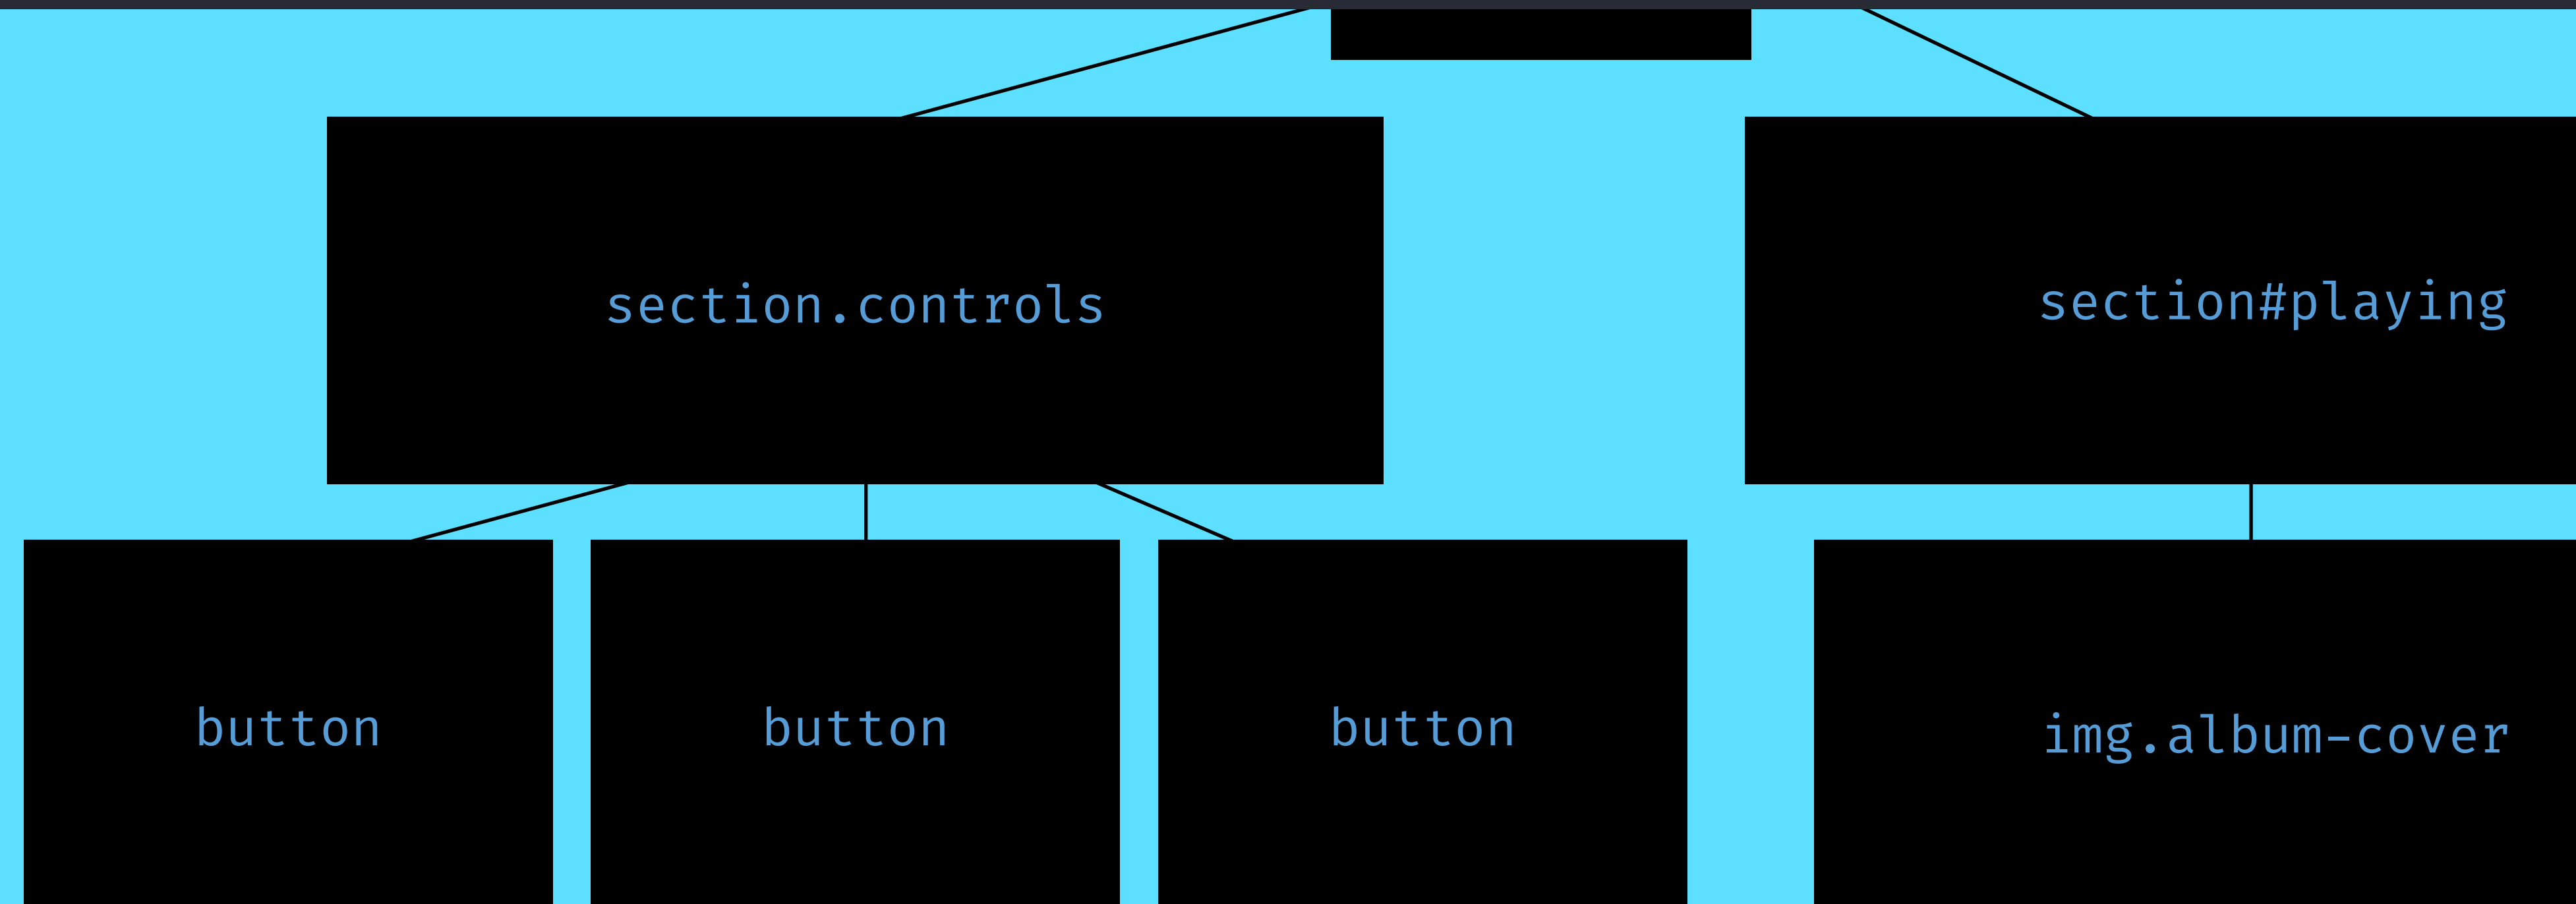 section.controls
section#playing
button
button
button
img.album-cover